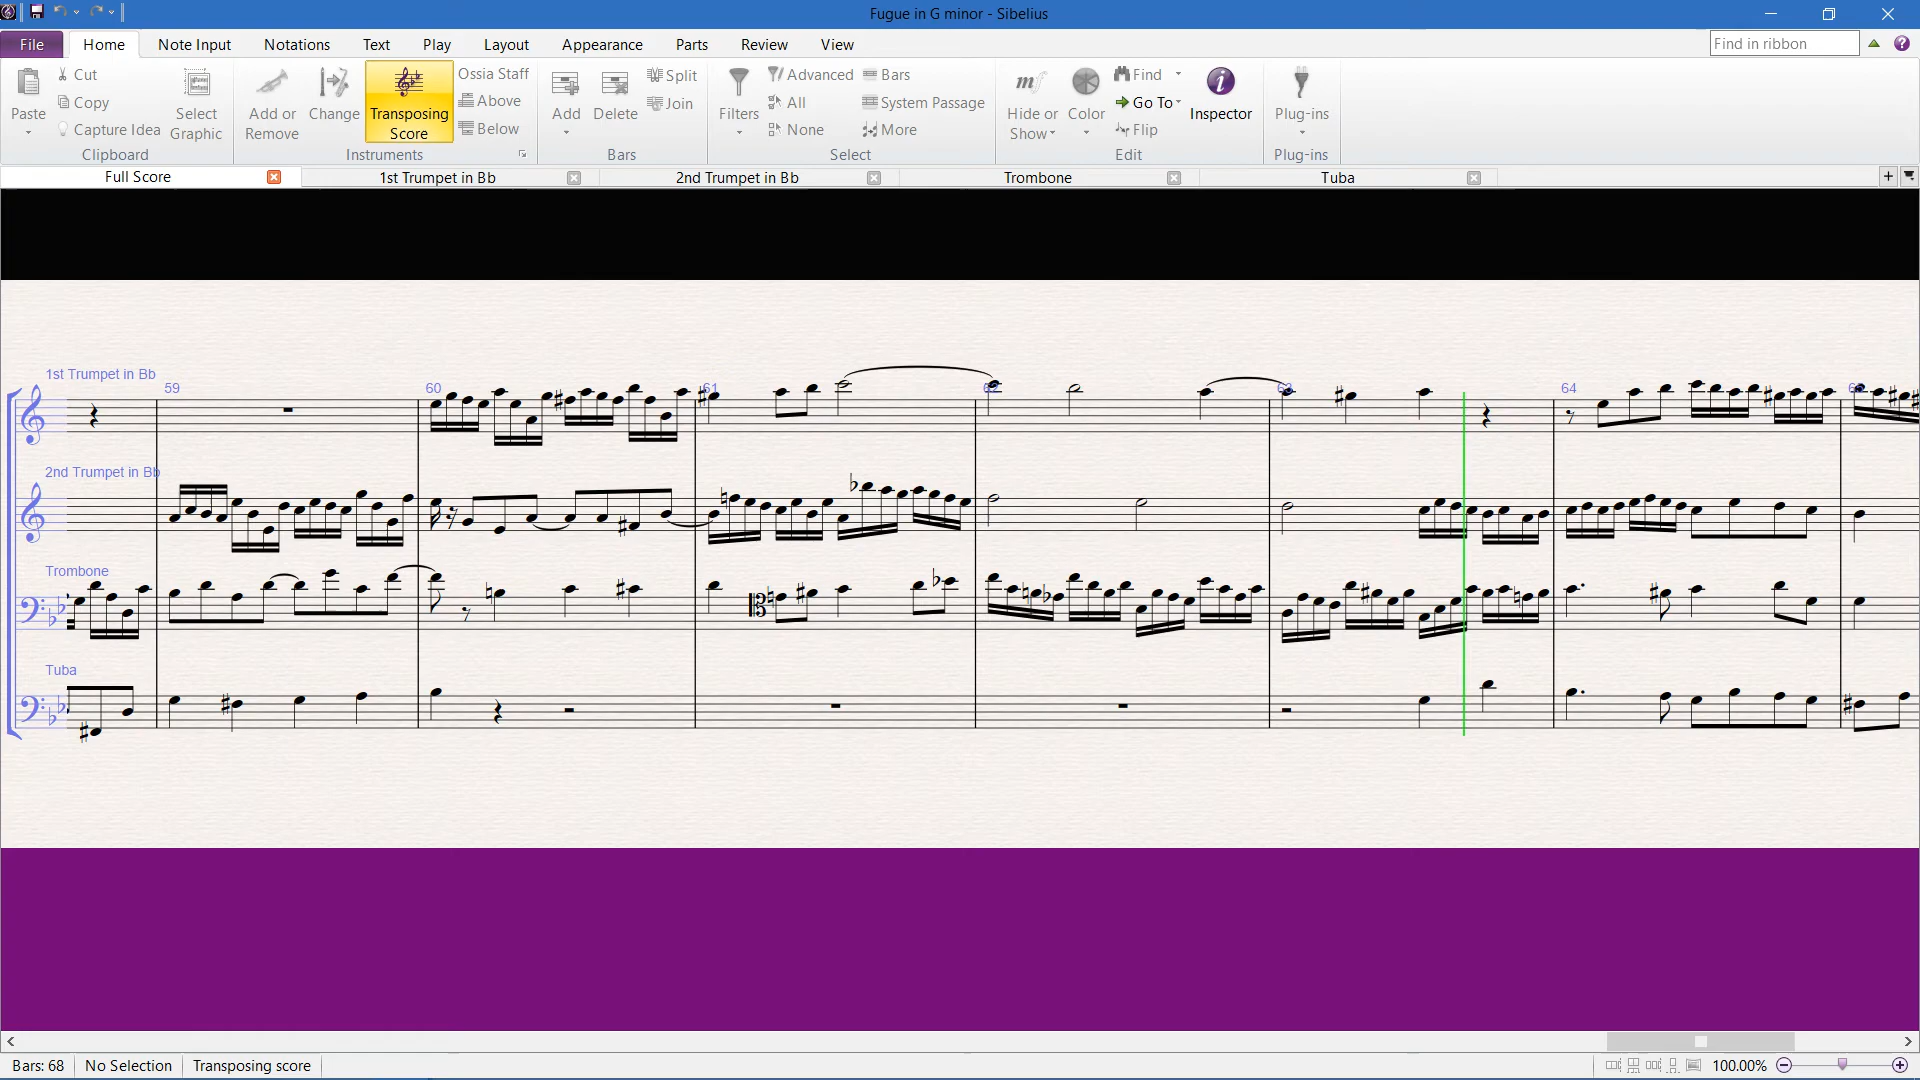 Fugue in G minor - Sibelius
File Home Note Input Notations Text Play Layout Appearance Parts Review View Find in ribbon
Paste
Cut
Copy
Capture Idea
Select
Graphic
Clipboard
Add or
Remove
Change
Transposing
Score
Ossia Staff
Above
Below
Instruments
Add
Delete
Split
Join
Bars
Filters
Advanced
All
None
Bars
System Passage
More
Select
Hide or
Show
Color
Find
Go To
Flip
Inspector
Edit
Plug-ins
Plug-ins
Full Score 1st Trumpet in Bb 2nd Trumpet in Bb Trombone Tuba
1st Trumpet in Bb
59 60 61 62 63 64
2nd Trumpet in Bb
Trombone
Tuba
Bars: 68 No Selection Transposing score 100.00%